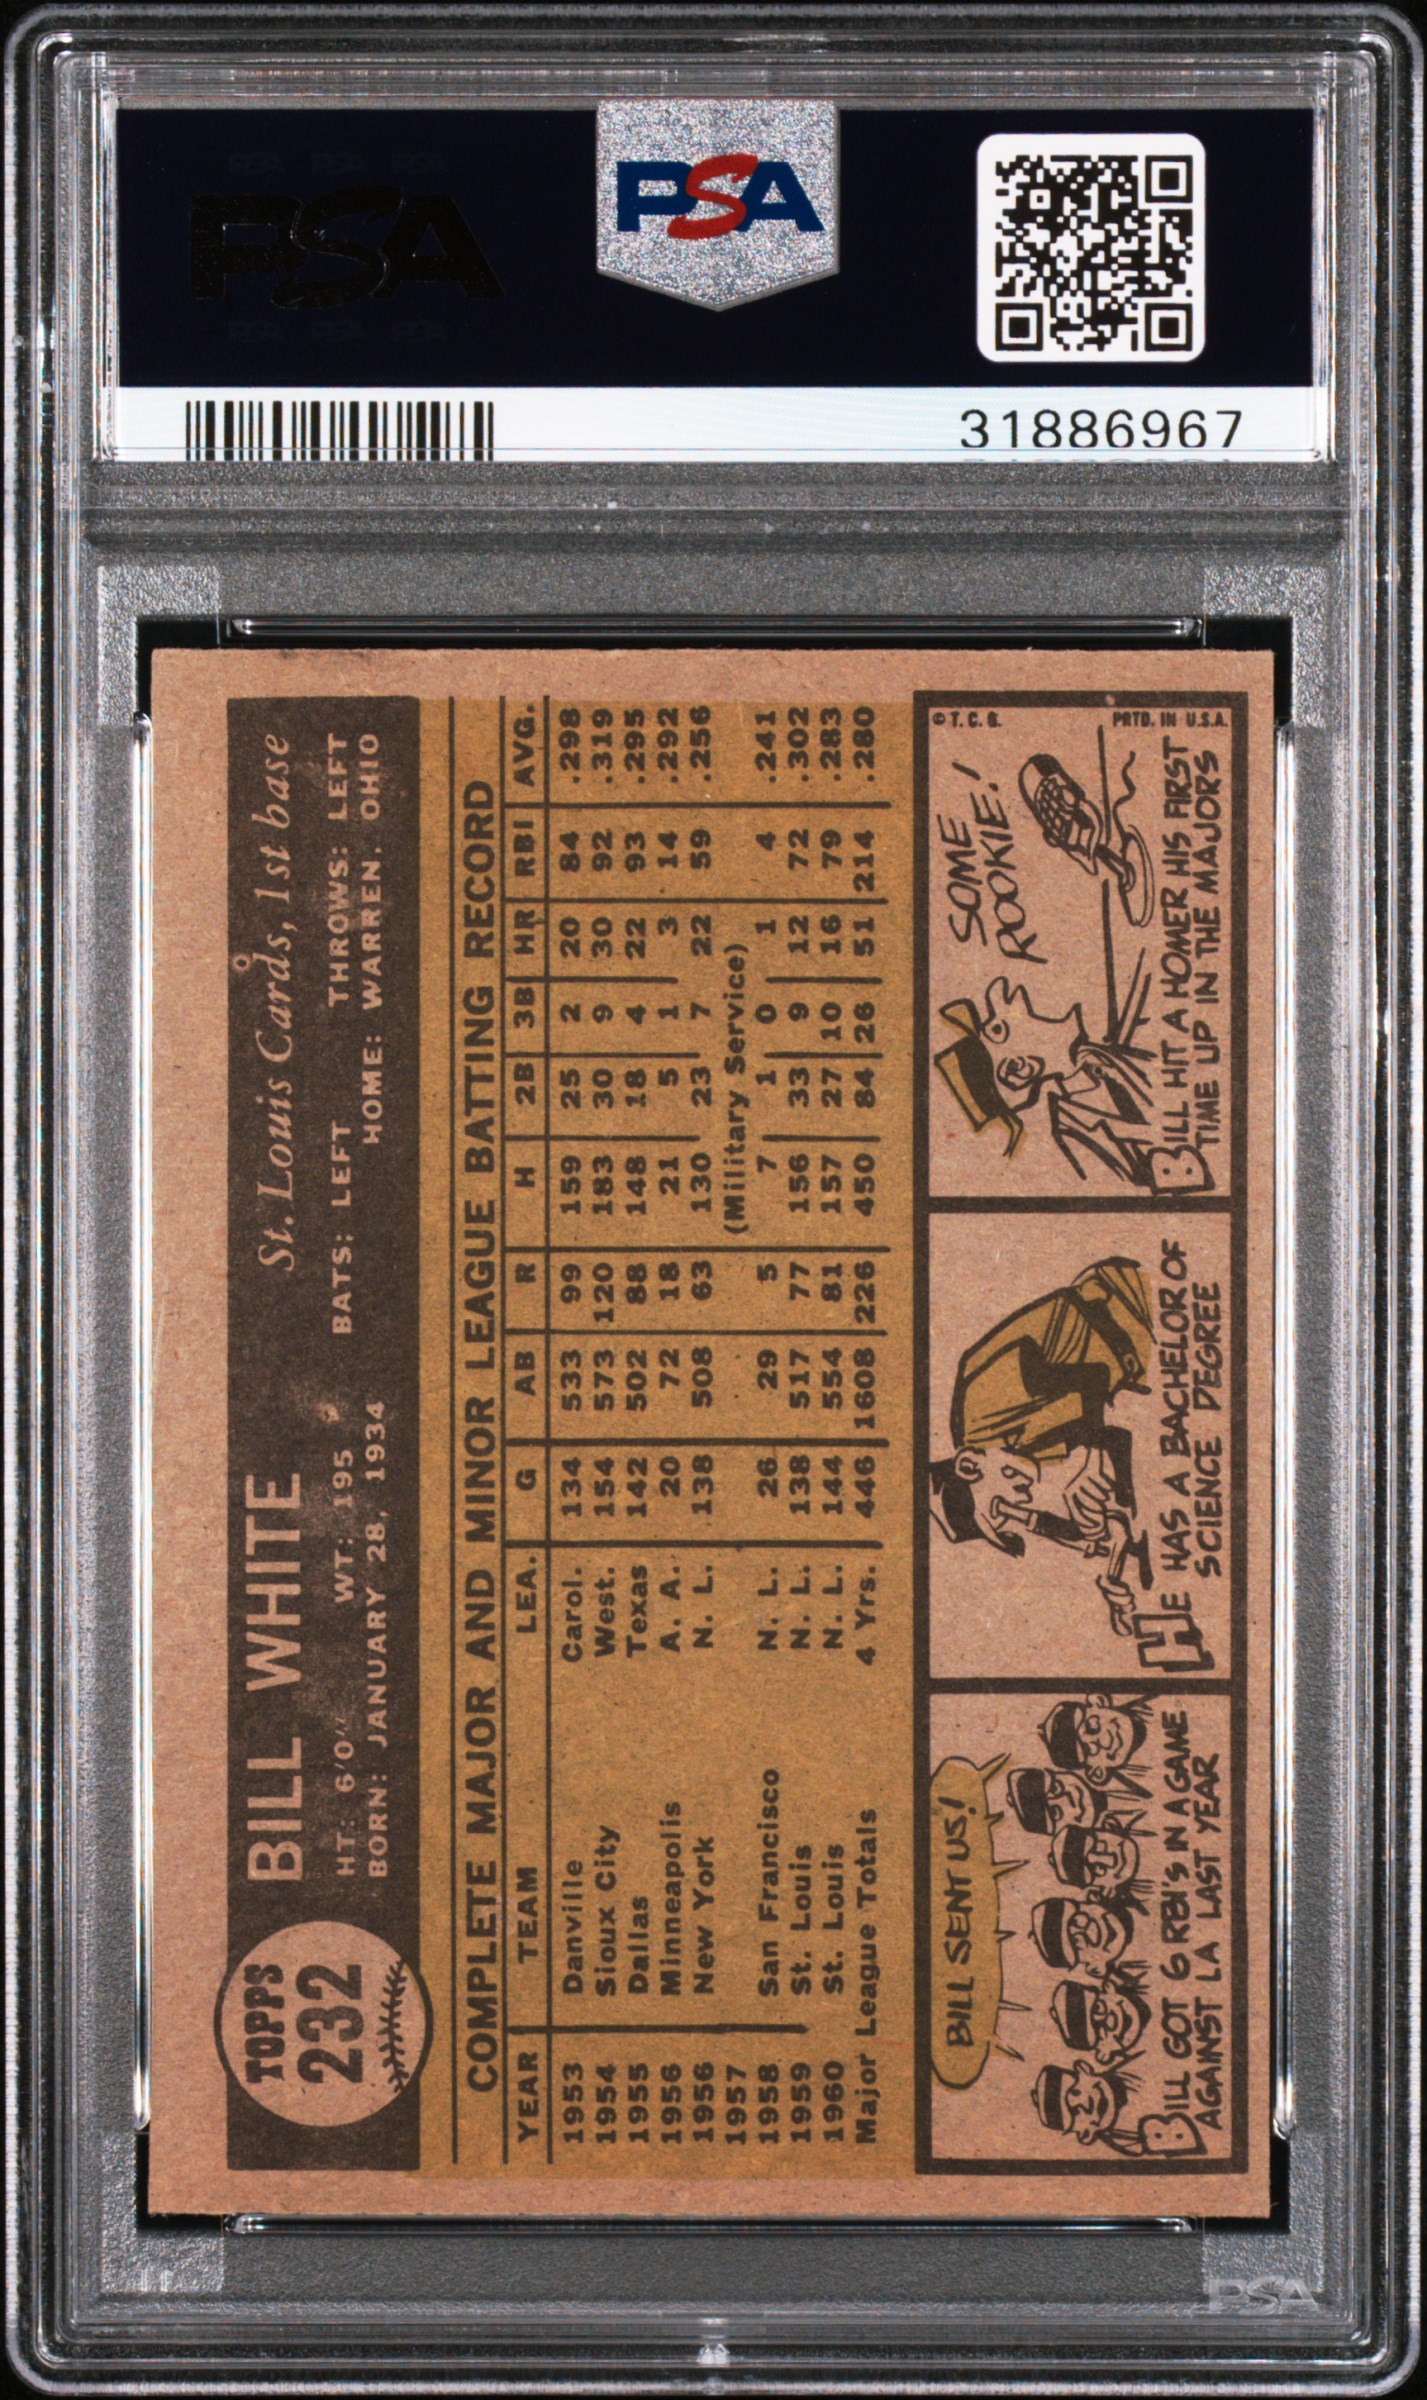 PSA
31886967
TOPPS
232
BILL WHITE
St. Louis Cards, 1st base
HT: 6'0" WT: 195 BATS: LEFT THROWS: LEFT
BORN: JANUARY 28, 1934 HOME: WARREN, OHIO
COMPLETE MAJOR AND MINOR LEAGUE BATTING RECORD
YEAR TEAM LEA. G AB R H 2B 3B HR RBI AVG.
1953 Danville Carol. 134 533 99 159 25 2 20 84 .298
1954 Sioux City West. 154 573 120 183 30 9 30 92 .319
1955 Dallas Texas 142 502 88 148 18 4 22 93 .295
1956 Minneapolis A. A. 20 72 18 21 5 1 3 14 .292
1956 New York N. L. 138 508 63 130 23 7 22 59 .256
1957 (Military Service)
1958 San Francisco N. L. 26 29 5 7 1 0 1 4 .241
1959 St. Louis N. L. 138 517 77 156 33 9 12 72 .302
1960 St. Louis N. L. 144 554 81 157 27 10 16 79 .283
Major League Totals 4 Yrs. 446 1608 226 450 84 26 51 214 .280
BILL SENT US!
BILL GOT 6 RBI'S IN A GAME
AGAINST LA LAST YEAR
HE HAS A BACHELOR OF
SCIENCE DEGREE
SOME
ROOKIE!
BILL HIT A HOMER HIS FIRST
TIME UP IN THE MAJORS
© T. C. G.
PRTD. IN U.S.A.
PSA